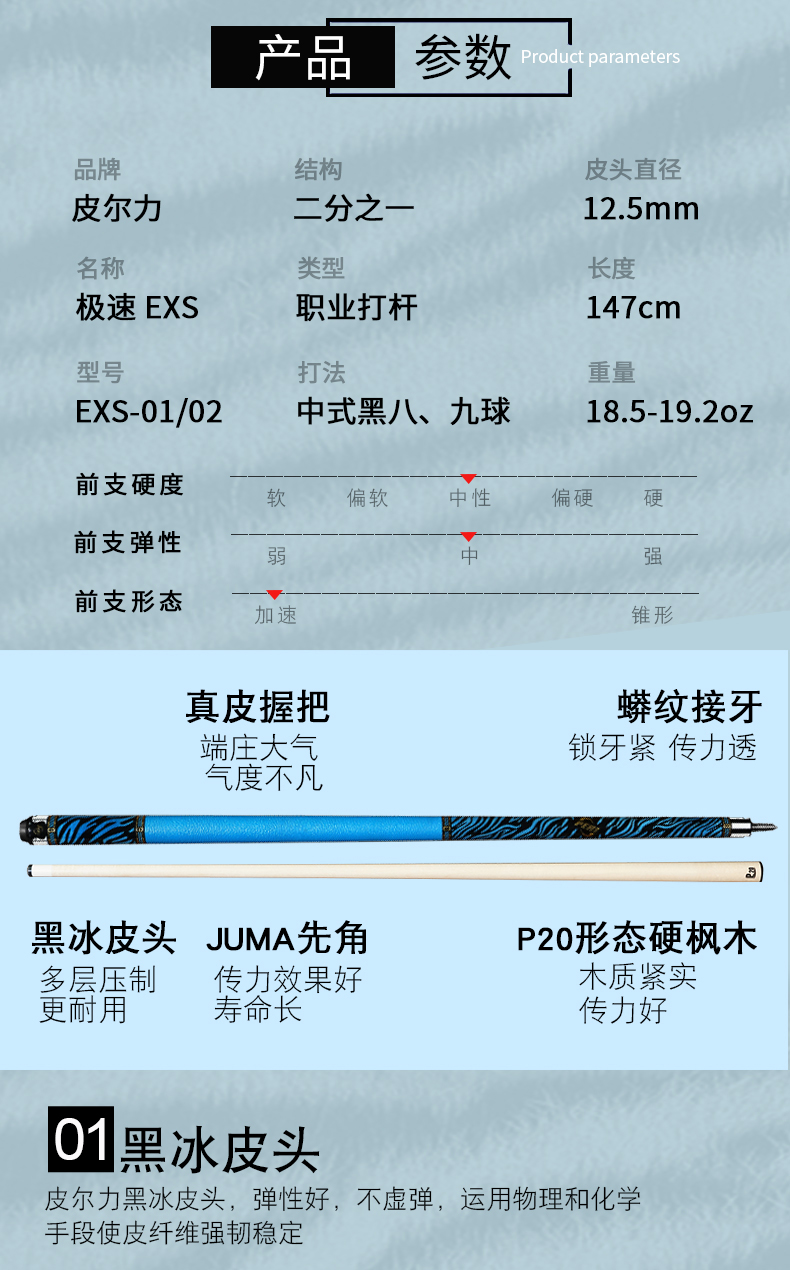 产品 参数 Product parameters
品牌 结构 皮头直径
皮尔力 二分之一 12.5mm
名称 类型 长度
极速 EXS 职业打杆 147cm
型号 打法 重量
EXS-01/02 中式黑八、九球 18.5-19.2oz
前支硬度
软 偏软 中性 偏硬 硬
前支弹性
弱 中 强
前支形态
加速 锥形
真皮握把 蟒纹接牙
端庄大气 锁牙紧 传力透
气度不凡
黑冰皮头 JUMA先角 P20形态硬枫木
多层压制 传力效果好 木质紧实
更耐用 寿命长 传力好
01 黑冰皮头
皮尔力黑冰皮头，弹性好，不虚弹，运用物理和化学
手段使皮纤维强韧稳定